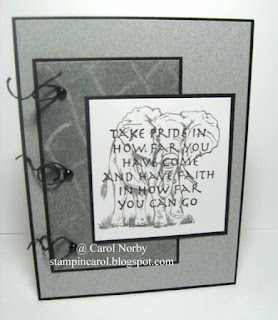 TAKE PRIDE IN
HOW FAR YOU
HAVE COME
AND HAVE FAITH
IN HOW FAR
YOU CAN GO
@ Carol Norby
stampincarol.blogspot.com